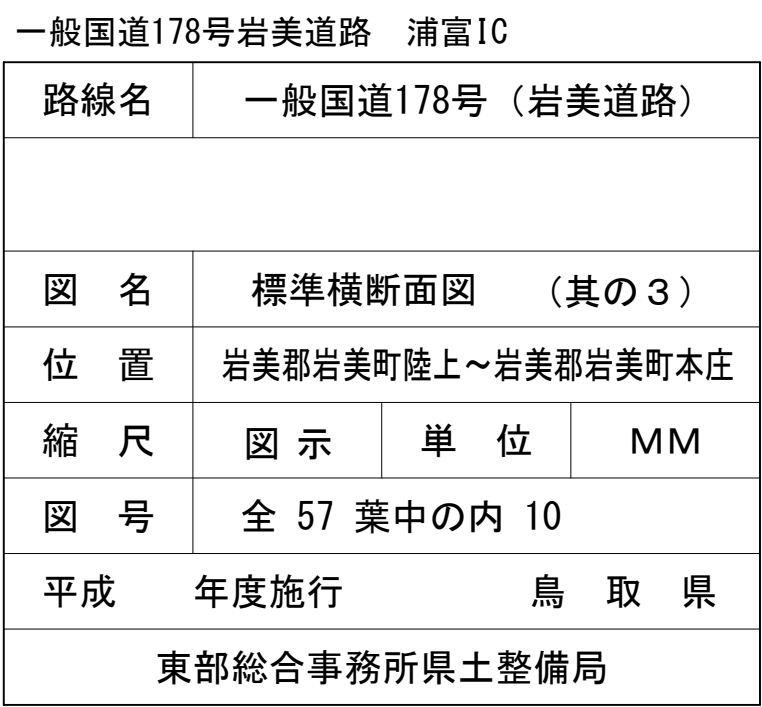 一般国道178号岩美道路　浦富IC
路線名 一般国道178号（岩美道路）
図　名 標準横断面図　（其の３）
位　置 岩美郡岩美町陸上～岩美郡岩美町本庄
縮　尺 図 示 単　位 ＭＭ
図　号 全 57 葉中の内 10
平成　　年度施行　　　　鳥　取　県
東部総合事務所県土整備局